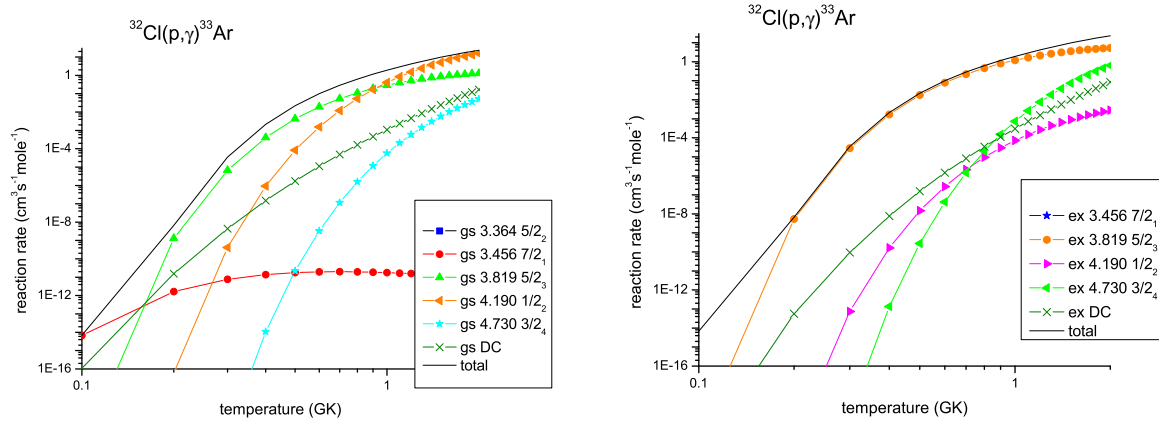 ³²Cl(p,γ)³³Ar
1
1E-4
1E-8
1E-12
1E-16
0.1
1
reaction rate (cm³s⁻¹mole⁻¹)
temperature (GK)
gs 3.364 5/2₂
gs 3.456 7/2₁
gs 3.819 5/2₃
gs 4.190 1/2₂
gs 4.730 3/2₄
gs DC
total
³²Cl(p,γ)³³Ar
1
1E-4
1E-8
1E-12
1E-16
0.1
1
reaction rate (cm³s⁻¹mole⁻¹)
temperature (GK)
ex 3.456 7/2₁
ex 3.819 5/2₃
ex 4.190 1/2₂
ex 4.730 3/2₄
ex DC
total